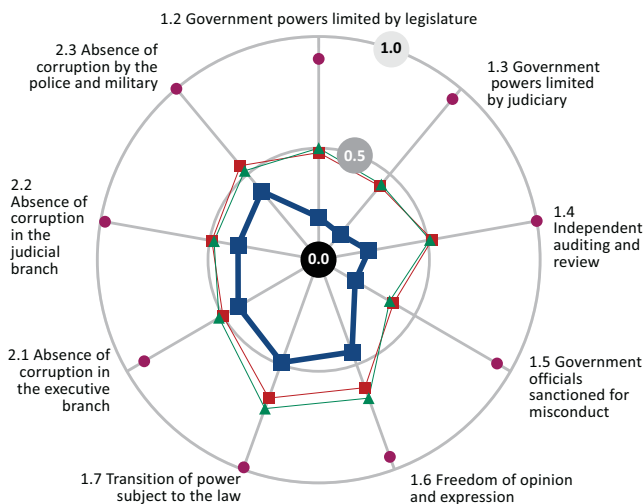 1.2 Government powers limited by legislature
1.0
1.3 Government
powers limited
by judiciary
0.5
1.4
Independent
auditing and
review
0.0
1.5 Government
officials
sanctioned for
misconduct
1.6 Freedom of opinion
and expression
1.7 Transition of power
subject to the law
2.1 Absence of
corruption in
the executive
branch
2.2
Absence of
corruption
in the
judicial
branch
2.3 Absence of
corruption by the
police and military